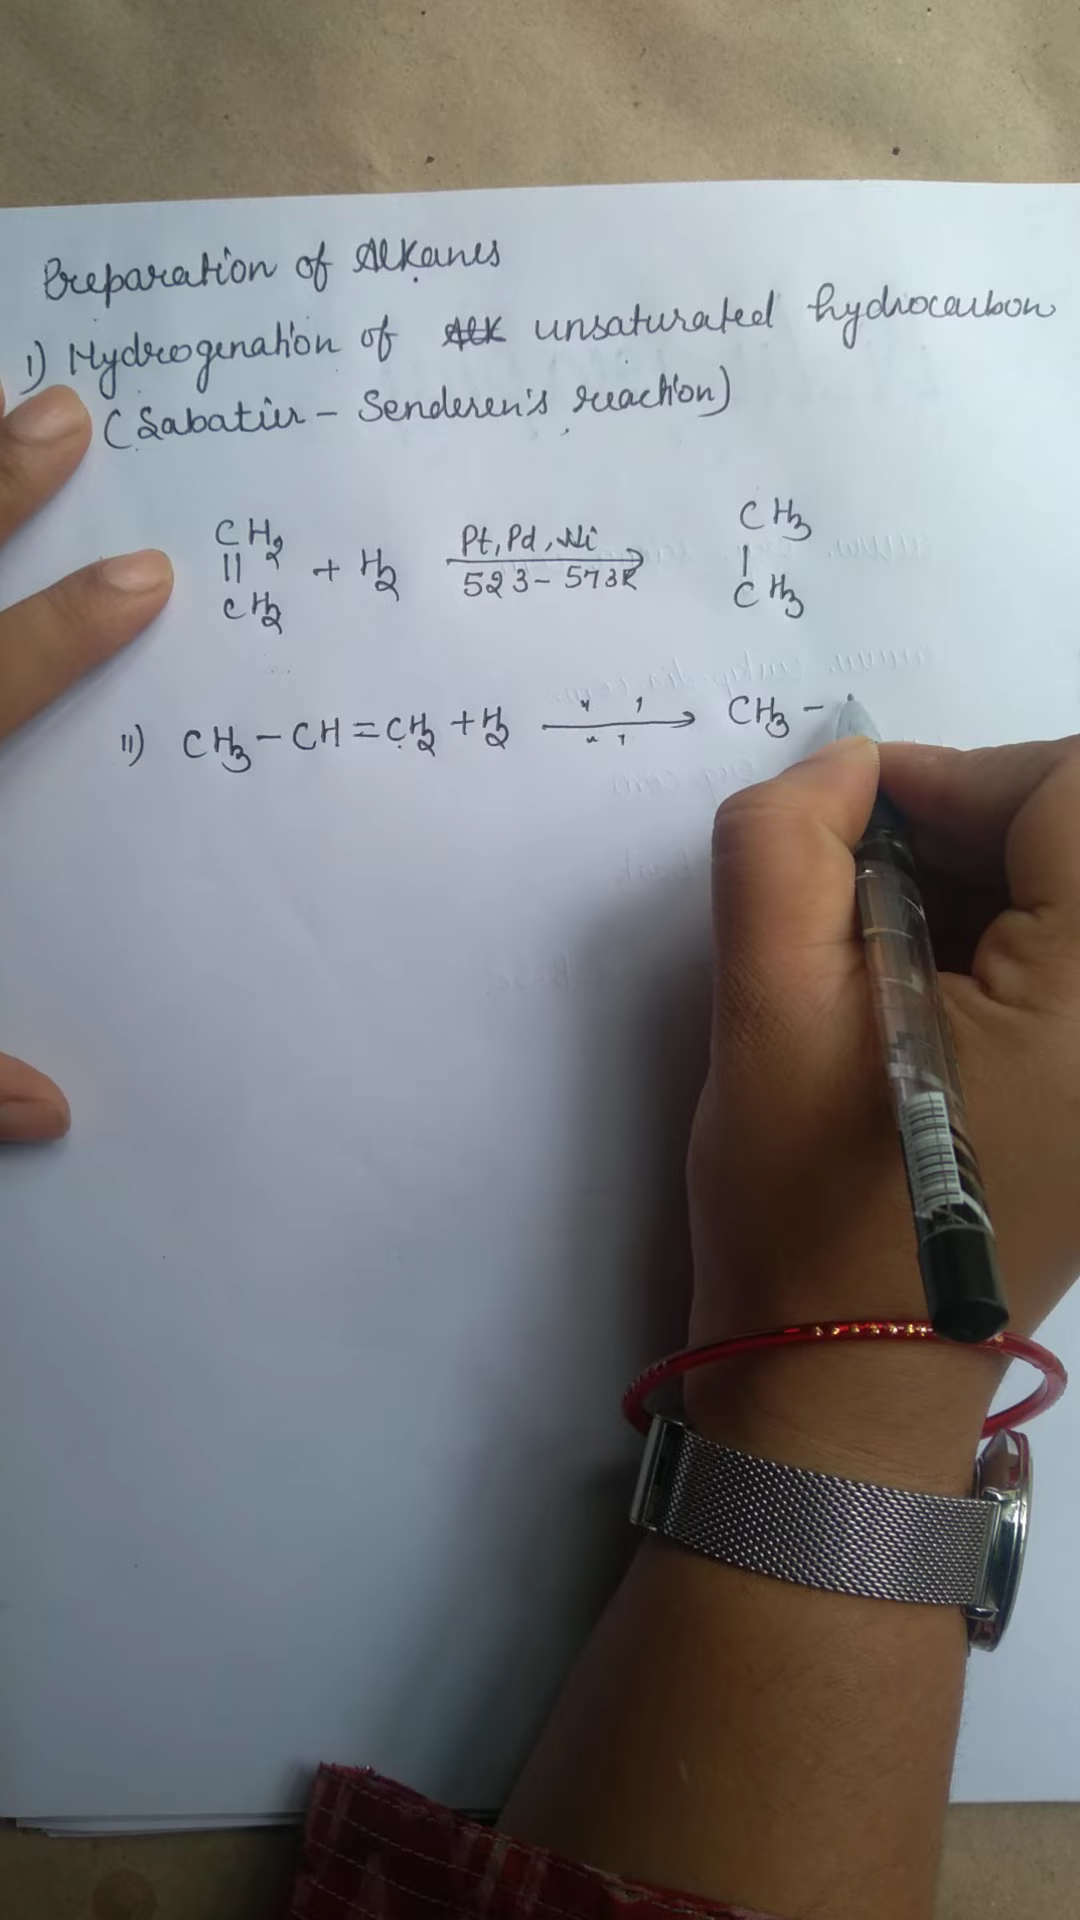 Preparation of Alkanes
1) Hydrogenation of unsaturated hydrocarbon
(Sabatier - Senderen's reaction)
CH2 || CH2 + H2 Pt, Pd, Ni → 523-573K CH3 | CH3
11) CH3-CH=CH2+H2 " " → " " CH3-